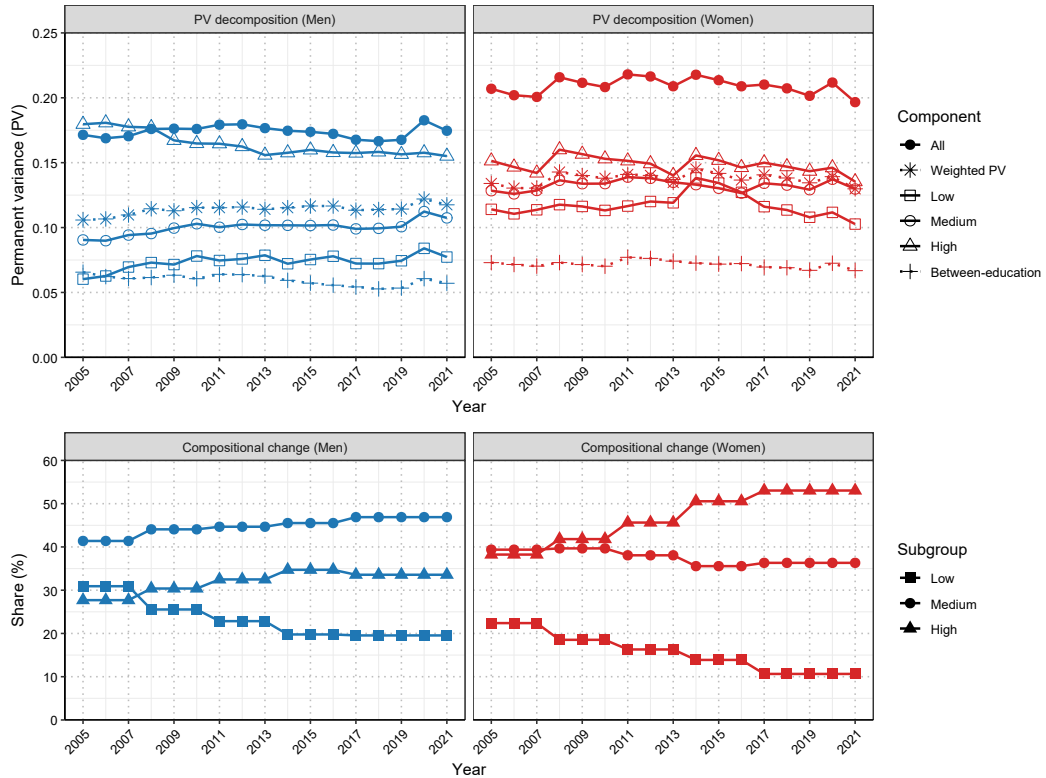 PV decomposition (Men)
PV decomposition (Women)
Permanent variance (PV)
0.25
0.20
0.15
0.10
0.05
0.00
2005 2007 2009 2011 2013 2015 2017 2019 2021
2005 2007 2009 2011 2013 2015 2017 2019 2021
Year
Component
All
Weighted PV
Low
Medium
High
Between-education
Compositional change (Men)
Compositional change (Women)
Share (%)
60
50
40
30
20
10
0
2005 2007 2009 2011 2013 2015 2017 2019 2021
2005 2007 2009 2011 2013 2015 2017 2019 2021
Year
Subgroup
Low
Medium
High